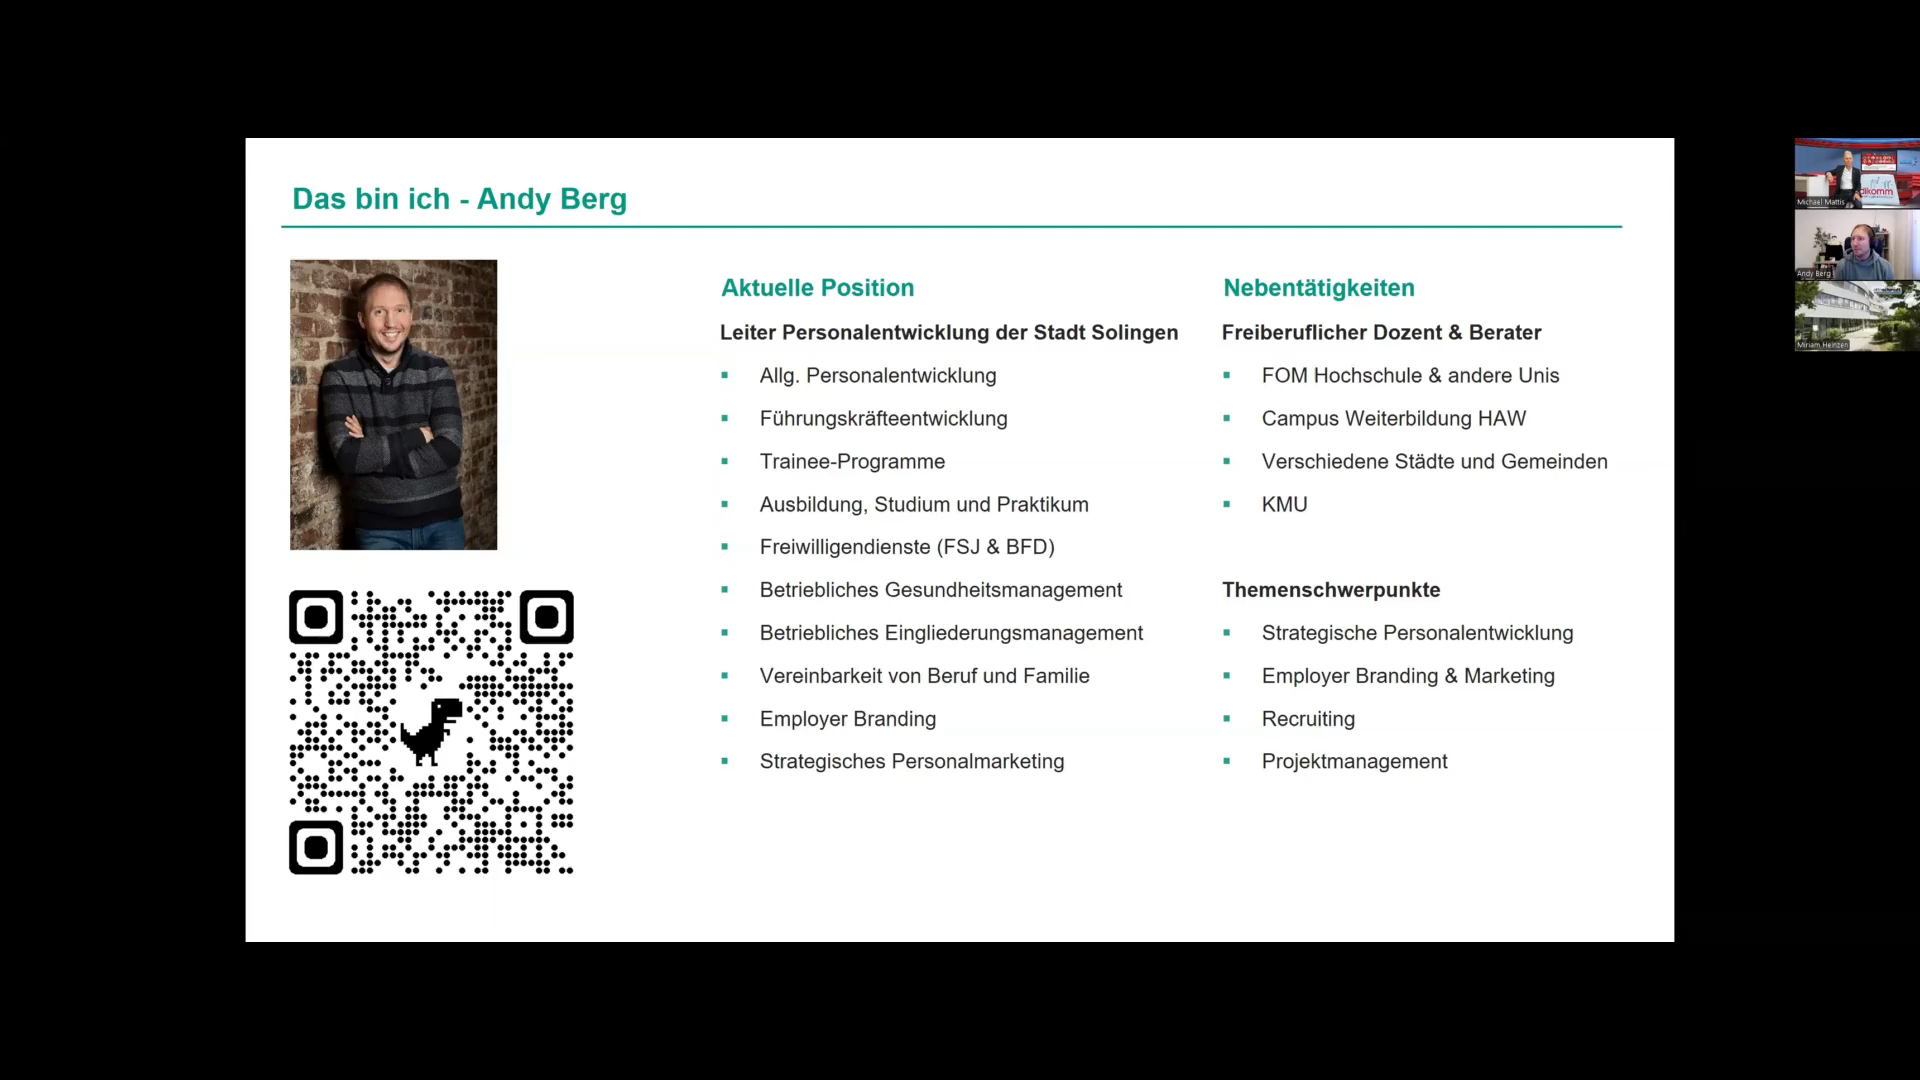 Das bin ich - Andy Berg
Aktuelle Position
Leiter Personalentwicklung der Stadt Solingen
Allg. Personalentwicklung
Führungskräfteentwicklung
Trainee-Programme
Ausbildung, Studium und Praktikum
Freiwilligendienste (FSJ & BFD)
Betriebliches Gesundheitsmanagement
Betriebliches Eingliederungsmanagement
Vereinbarkeit von Beruf und Familie
Employer Branding
Strategisches Personalmarketing
Nebentätigkeiten
Freiberuflicher Dozent & Berater
FOM Hochschule & andere Unis
Campus Weiterbildung HAW
Verschiedene Städte und Gemeinden
KMU
Themenschwerpunkte
Strategische Personalentwicklung
Employer Branding & Marketing
Recruiting
Projektmanagement
dikomm
Michael Mattis
Andy Berg
Miriam Heinzen